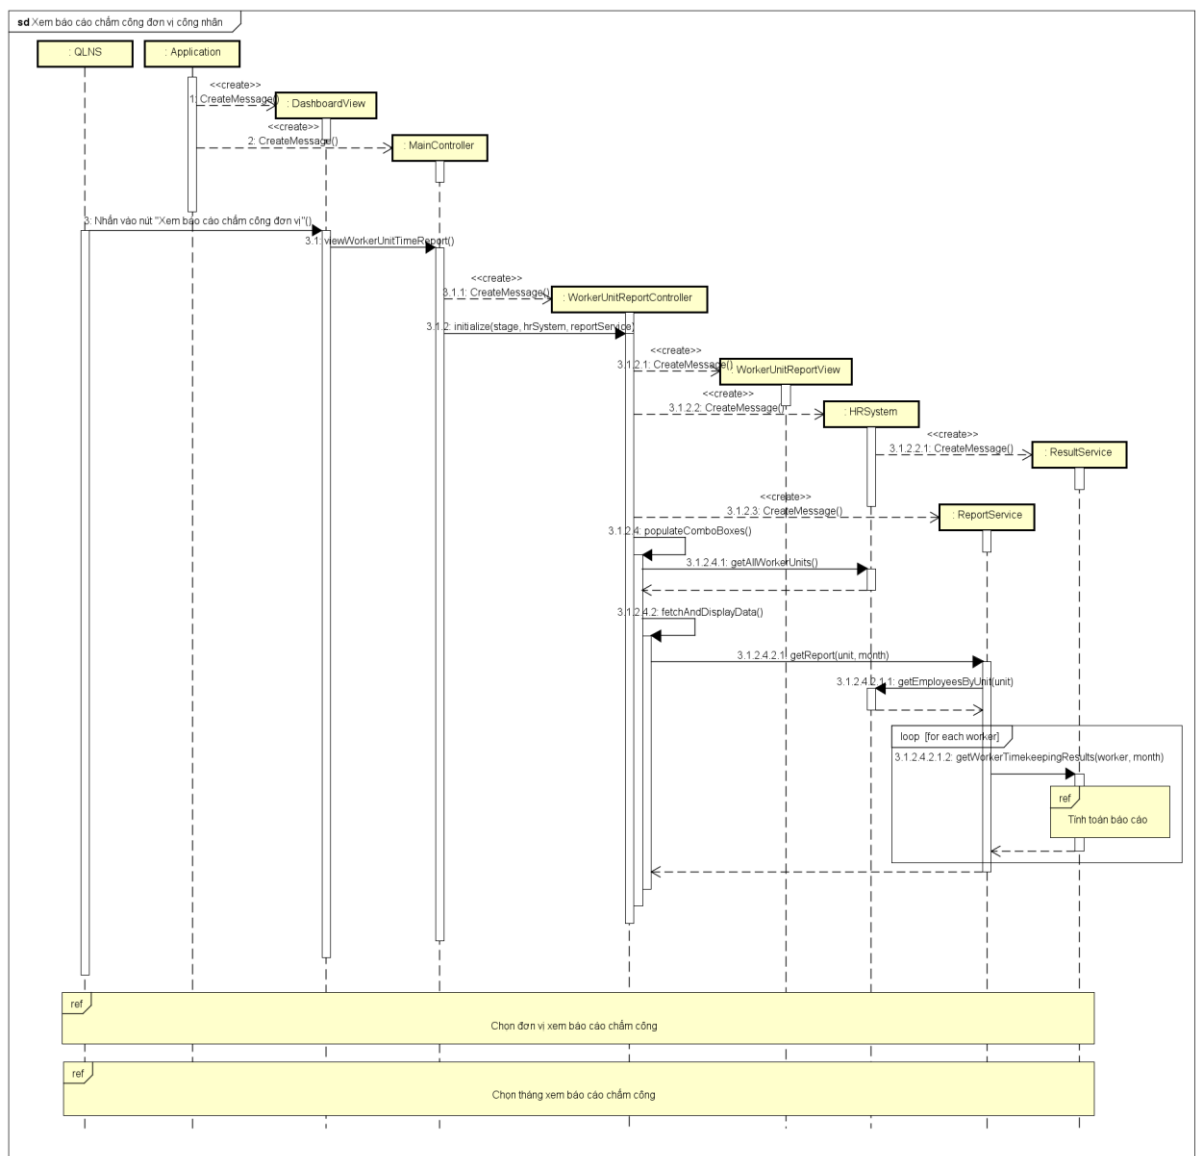 sd Xem báo cáo chấm công đơn vị công nhân
: QLNS
: Application
<<create>>
1: CreateMessage()
: DashboardView
<<create>>
2: CreateMessage()
: MainController
3: Nhấn vào nút "Xem báo cáo chấm công đơn vị"()
3.1: viewWorkerUnitTimeReport()
<<create>>
3.1.1: CreateMessage()
: WorkerUnitReportController
3.1.2: initialize(stage, hrSystem, reportService)
<<create>>
3.1.2.1: CreateMessage()
: WorkerUnitReportView
<<create>>
3.1.2.2: CreateMessage()
: HRSystem
<<create>>
3.1.2.2.1: CreateMessage()
: ResultService
<<create>>
3.1.2.3: CreateMessage()
: ReportService
3.1.2.4: populateComboBoxes()
3.1.2.4.1: getAllWorkerUnits()
3.1.2.4.2: fetchAndDisplayData()
3.1.2.4.2.1: getReport(unit, month)
3.1.2.4.2.1.1: getEmployeesByUnit(unit)
loop [for each worker]
3.1.2.4.2.1.2: getWorkerTimekeepingResults(worker, month)
ref
Tính toán báo cáo
ref
Chọn đơn vị xem báo cáo chấm công
ref
Chọn tháng xem báo cáo chấm công